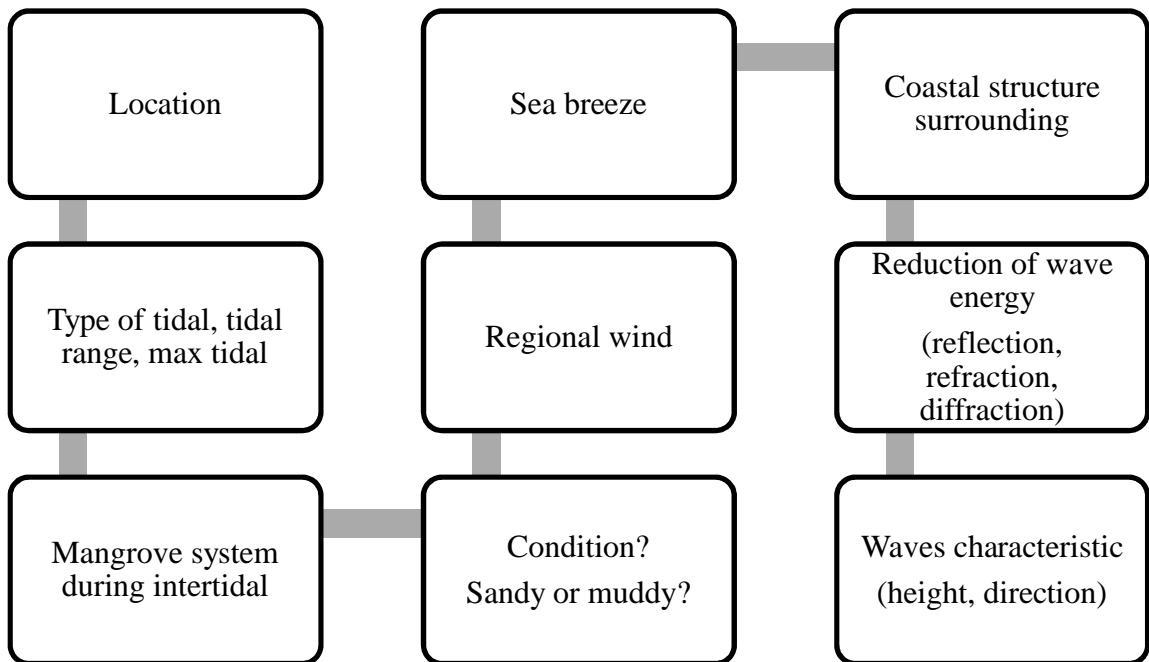 Location
Type of tidal, tidal
range, max tidal
Mangrove system
during intertidal
Condition?
Sandy or muddy?
Regional wind
Sea breeze
Coastal structure
surrounding
Reduction of wave
energy
(reflection,
refraction,
diffraction)
Waves characteristic
(height, direction)